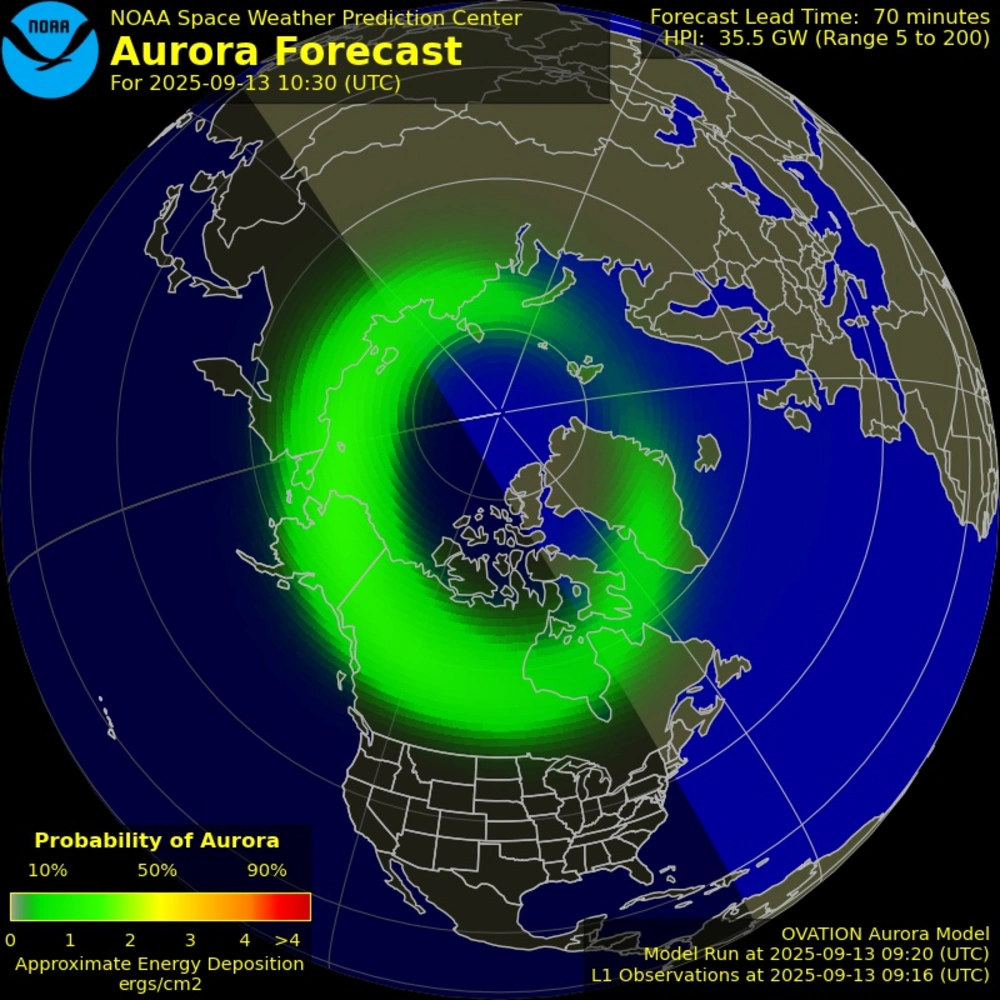 NOAA
NOAA Space Weather Prediction Center
Aurora Forecast
For 2025-09-13 10:30 (UTC)
Forecast Lead Time: 70 minutes
HPI: 35.5 GW (Range 5 to 200)
Probability of Aurora
10% 50% 90%
0 1 2 3 4 >4
Approximate Energy Deposition
ergs/cm2
OVATION Aurora Model
Model Run at 2025-09-13 09:20 (UTC)
L1 Observations at 2025-09-13 09:16 (UTC)